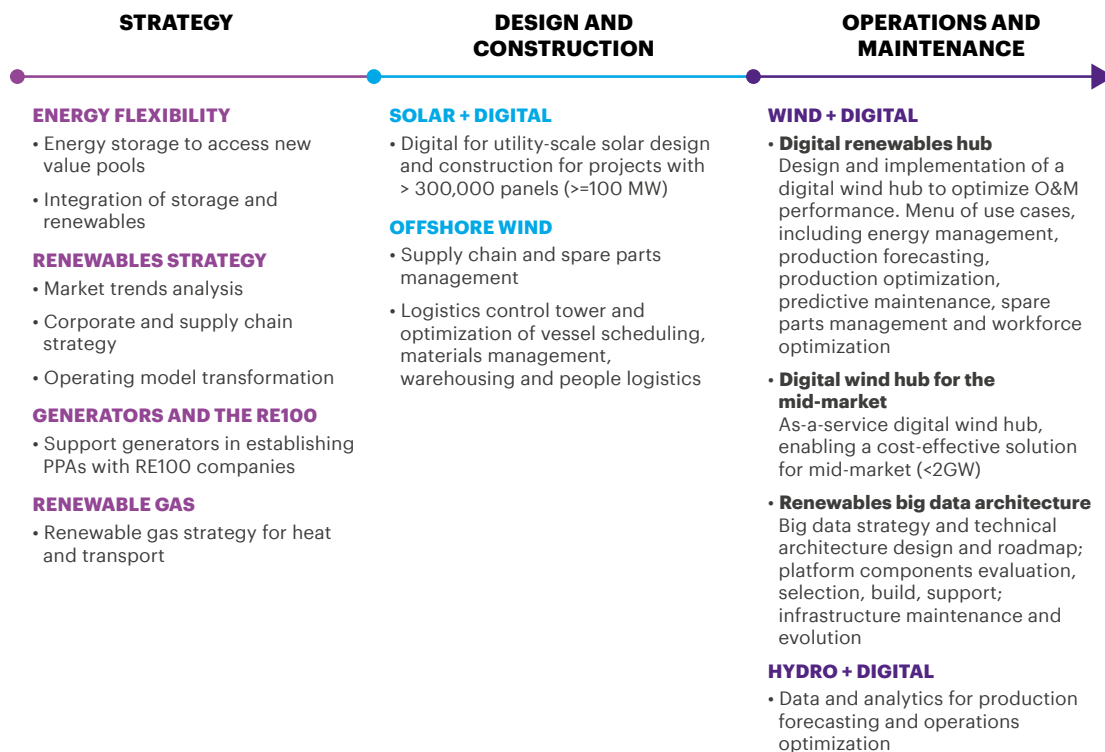 STRATEGY
ENERGY FLEXIBILITY
• Energy storage to access new
value pools
• Integration of storage and
renewables
RENEWABLES STRATEGY
• Market trends analysis
• Corporate and supply chain
strategy
• Operating model transformation
GENERATORS AND THE RE100
• Support generators in establishing
PPAs with RE100 companies
RENEWABLE GAS
• Renewable gas strategy for heat
and transport
DESIGN AND
CONSTRUCTION
SOLAR + DIGITAL
• Digital for utility-scale solar design
and construction for projects with
> 300,000 panels (>=100 MW)
OFFSHORE WIND
• Supply chain and spare parts
management
• Logistics control tower and
optimization of vessel scheduling,
materials management,
warehousing and people logistics
OPERATIONS AND
MAINTENANCE
WIND + DIGITAL
• Digital renewables hub
Design and implementation of a
digital wind hub to optimize O&M
performance. Menu of use cases,
including energy management,
production forecasting,
production optimization,
predictive maintenance, spare
parts management and workforce
optimization
• Digital wind hub for the
mid-market
As-a-service digital wind hub,
enabling a cost-effective solution
for mid-market (<2GW)
• Renewables big data architecture
Big data strategy and technical
architecture design and roadmap;
platform components evaluation,
selection, build, support;
infrastructure maintenance and
evolution
HYDRO + DIGITAL
• Data and analytics for production
forecasting and operations
optimization